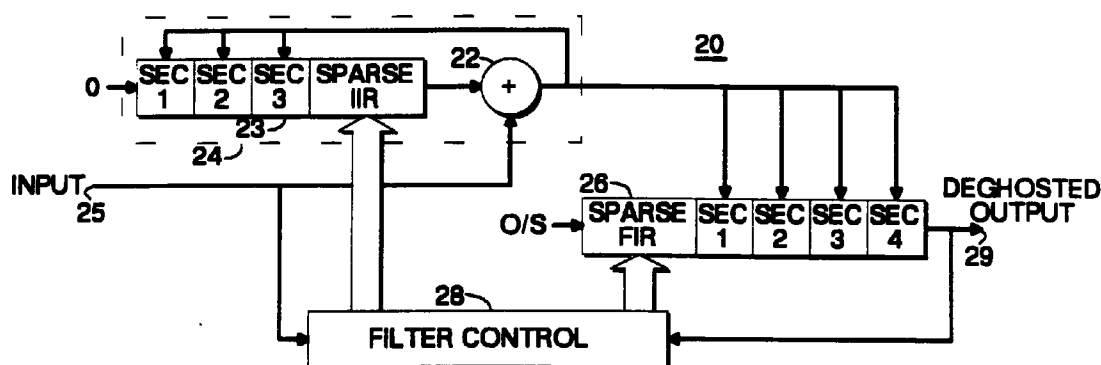 20
22
SEC 1
SEC 2
SEC 3
SPARSE IIR
+
0
23
24
INPUT
25
26
O/S
SPARSE FIR
SEC 1
SEC 2
SEC 3
SEC 4
DEGHOSTED
OUTPUT
29
28
FILTER CONTROL